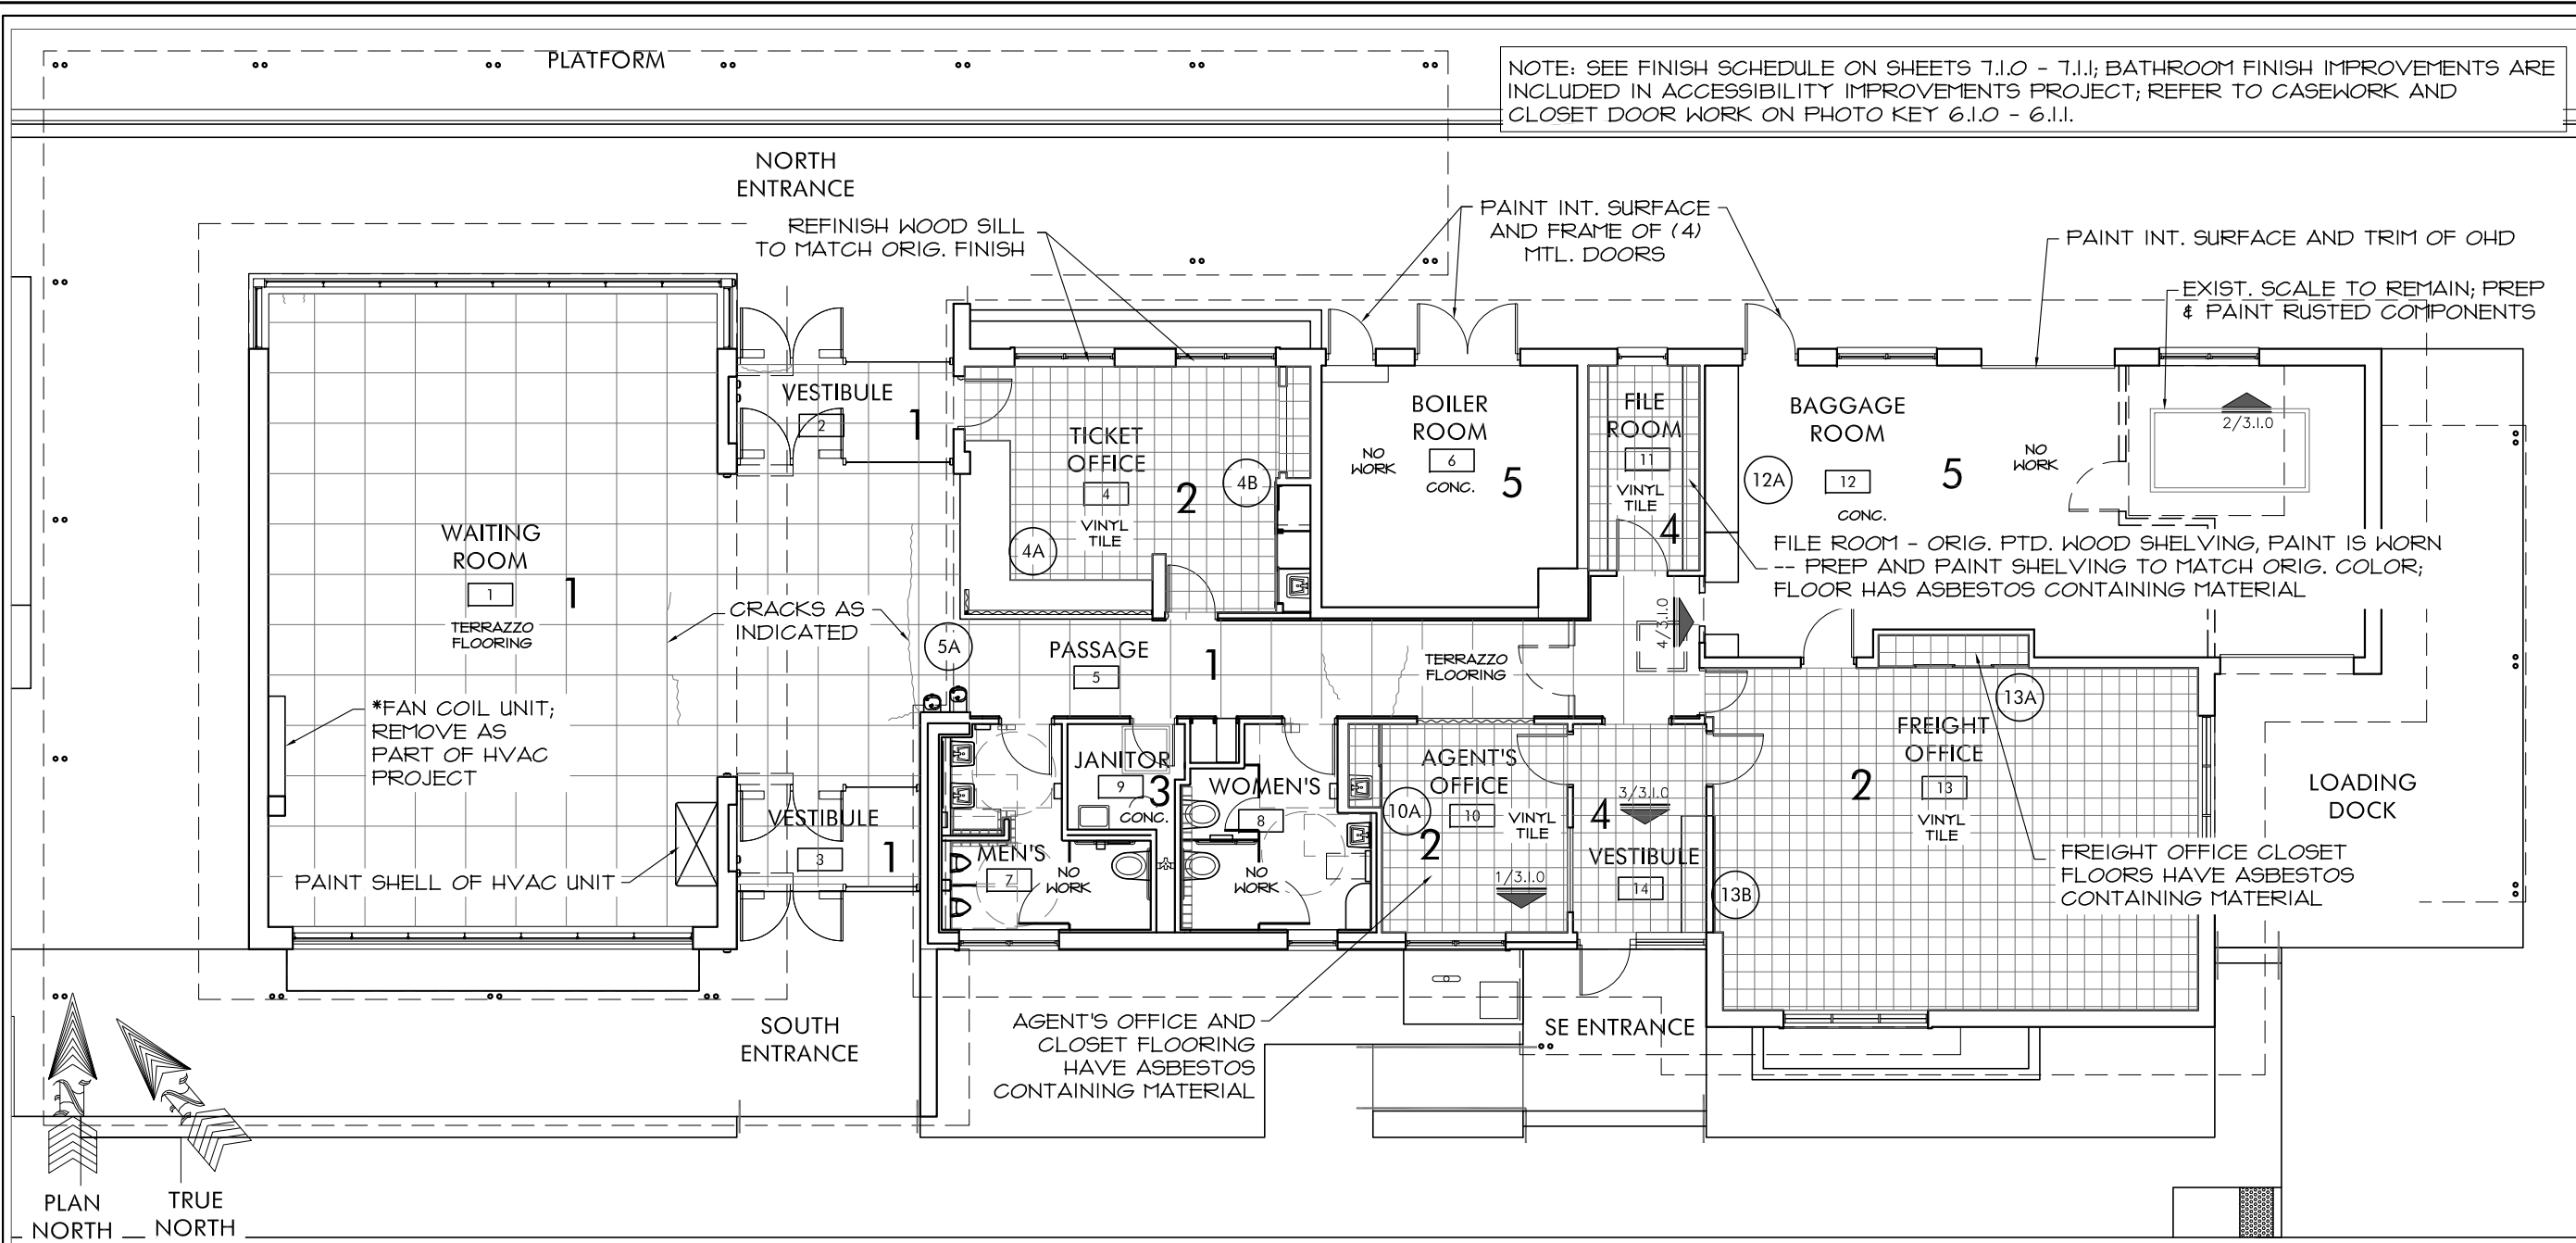 PLATFORM
NOTE: SEE FINISH SCHEDULE ON SHEETS 7.1.0 - 7.1.1; BATHROOM FINISH IMPROVEMENTS ARE
INCLUDED IN ACCESSIBILITY IMPROVEMENTS PROJECT; REFER TO CASEWORK AND
CLOSET DOOR WORK ON PHOTO KEY 6.1.0 - 6.1.1.
NORTH
ENTRANCE
REFINISH WOOD SILL
TO MATCH ORIG. FINISH
PAINT INT. SURFACE
AND FRAME OF (4)
MTL. DOORS
PAINT INT. SURFACE AND TRIM OF OHD
EXIST. SCALE TO REMAIN; PREP
& PAINT RUSTED COMPONENTS
VESTIBULE
2
1
TICKET
OFFICE
4
2
VINYL
TILE
4A
4B
BOILER
ROOM
6
CONC.
NO
WORK
5
FILE
ROOM
11
VINYL
TILE
4
BAGGAGE
ROOM
12A
12
CONC.
5
NO
WORK
2/3.1.0
FILE ROOM - ORIG. PTD. WOOD SHELVING, PAINT IS WORN
-- PREP AND PAINT SHELVING TO MATCH ORIG. COLOR;
FLOOR HAS ASBESTOS CONTAINING MATERIAL
WAITING
ROOM
1
1
TERRAZZO
FLOORING
CRACKS AS
INDICATED
5A
PASSAGE
5
1
TERRAZZO
FLOORING
4/3.1.0
*FAN COIL UNIT;
REMOVE AS
PART OF HVAC
PROJECT
PAINT SHELL OF HVAC UNIT
VESTIBULE
3
1
JANITOR
9
3
CONC.
MEN'S
7
NO
WORK
WOMEN'S
8
NO
WORK
AGENT'S
OFFICE
10A
10
VINYL
TILE
2
1/3.1.0
3/3.1.0
4
VESTIBULE
14
13A
FREIGHT
OFFICE
13
2
VINYL
TILE
13B
LOADING
DOCK
FREIGHT OFFICE CLOSET
FLOORS HAVE ASBESTOS
CONTAINING MATERIAL
SOUTH
ENTRANCE
AGENT'S OFFICE AND
CLOSET FLOORING
HAVE ASBESTOS
CONTAINING MATERIAL
SE ENTRANCE
PLAN
NORTH
TRUE
NORTH